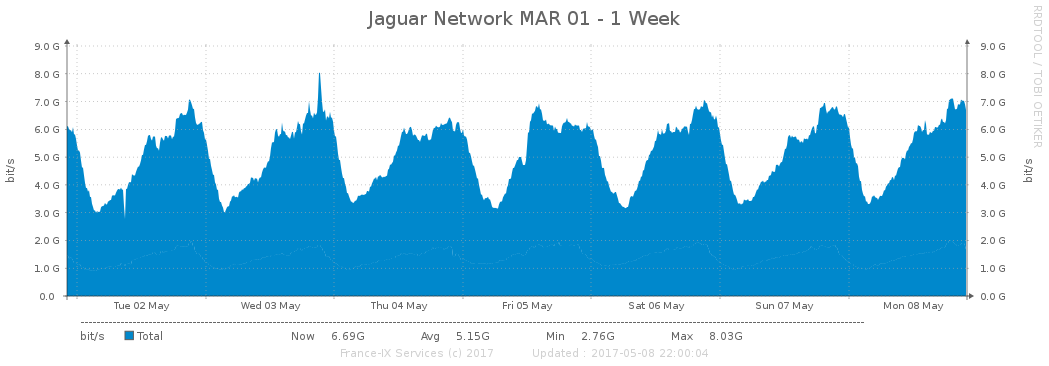 Jaguar Network MAR 01 - 1 Week
RRDTOOL / TOBI OETIKER
bit/s
9.0 G 9.0 G
8.0 G 8.0 G
7.0 G 7.0 G
6.0 G 6.0 G
5.0 G 5.0 G
4.0 G 4.0 G
3.0 G 3.0 G
2.0 G 2.0 G
1.0 G 1.0 G
0.0 0.0 G
bit/s
Tue 02 May Wed 03 May Thu 04 May Fri 05 May Sat 06 May Sun 07 May Mon 08 May
bit/s Total Now 6.69G Avg 5.15G Min 2.76G Max 8.03G
France-IX Services (c) 2017 Updated : 2017-05-08 22:00:04